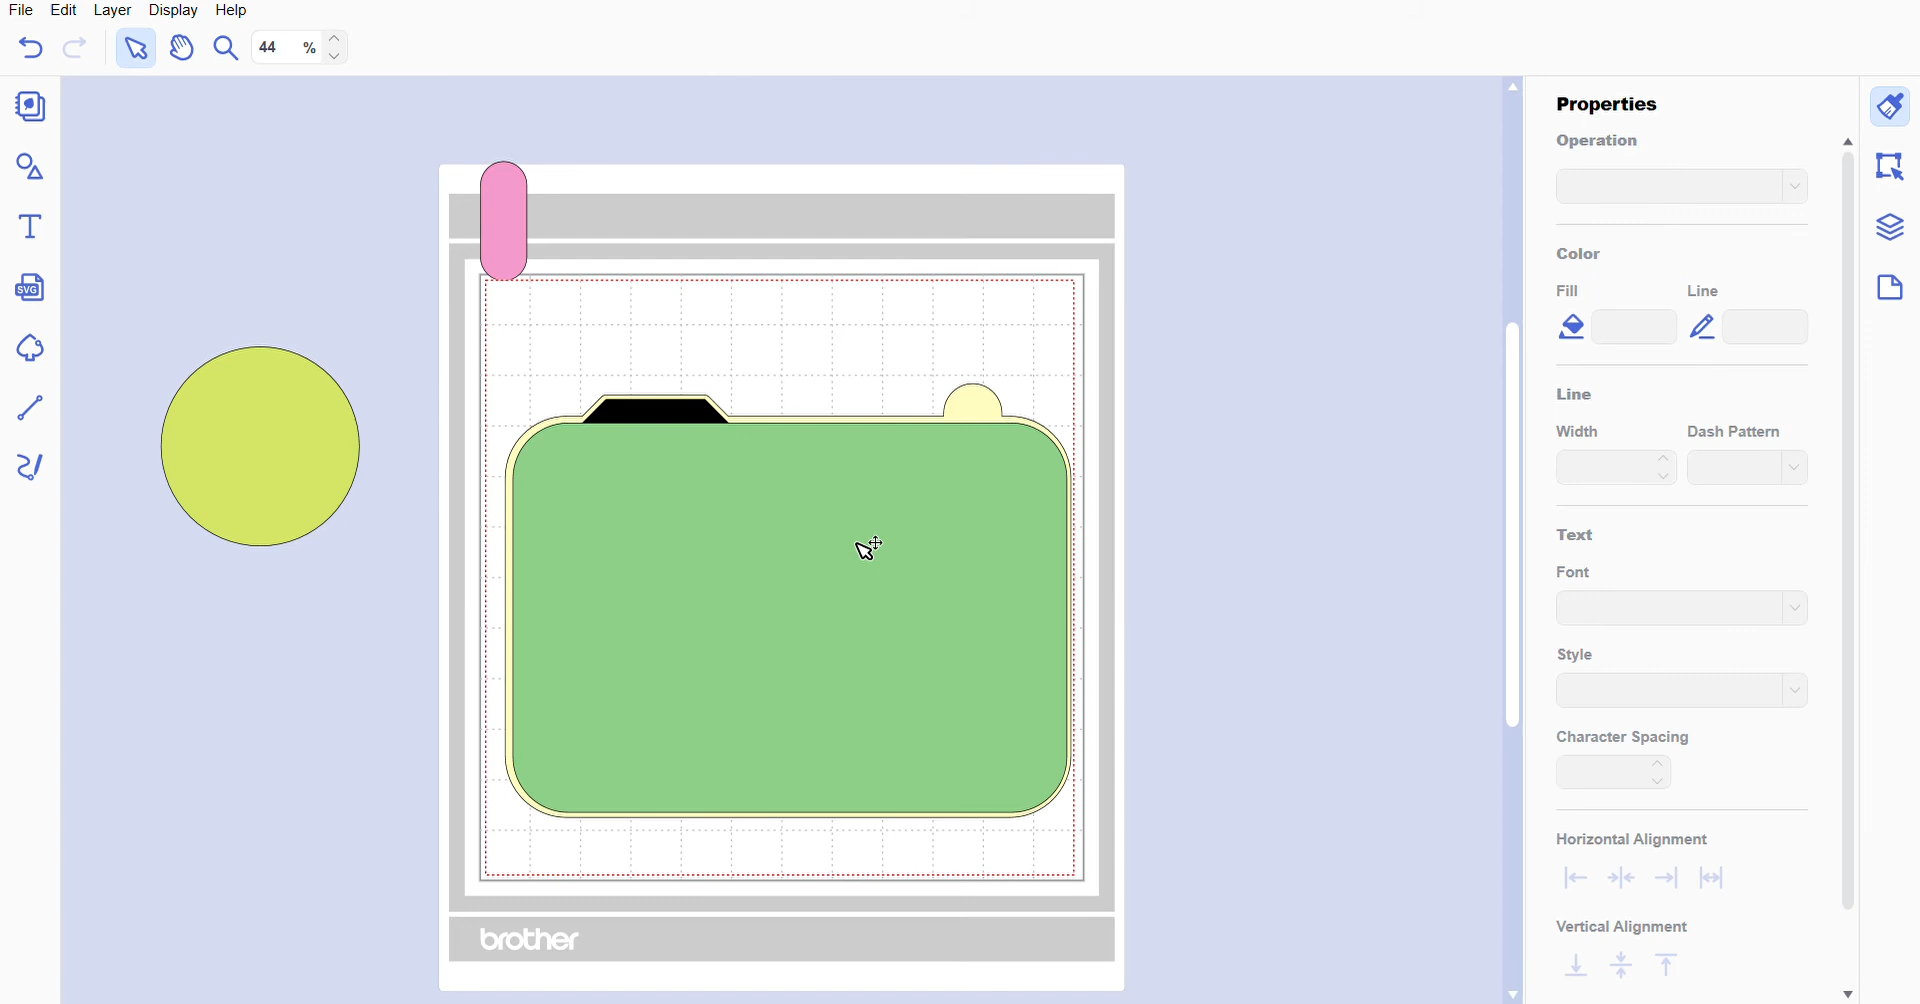 File Edit Layer Display Help
44 %
Properties
Operation
Color
Fill Line
SVG
Line
Width Dash Pattern
Text
Font
Style
Character Spacing
Horizontal Alignment
Vertical Alignment
brother